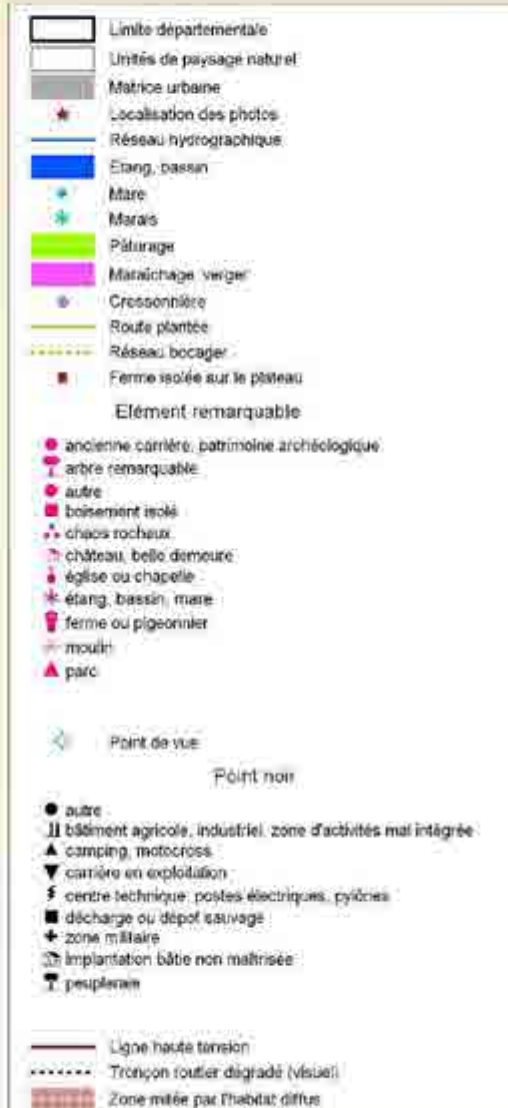 Limite départementale
Unités de paysage naturel
Matrice urbaine
Localisation des photos
Réseau hydrographique
Etang, bassin
Mare
Marais
Pâturage
Maraîchage, verger
Cressonnière
Route plantée
Réseau bocager
Ferme isolée sur le plateau
Elément remarquable
ancienne carrière, patrimoine archéologique
arbre remarquable
autre
boisement isolé
chaos rocheux
château, belle demeure
église ou chapelle
étang, bassin, mare
ferme ou pigeonnier
moulin
parc
Point de vue
Point noir
autre
bâtiment agricole, industriel, zone d'activités mal intégrée
camping, motocross
carrière en exploitation
centre technique, postes électriques, pylônes
décharge ou dépôt sauvage
zone militaire
implantation bâtie non maîtrisée
peupleraie
Ligne haute tension
Tronçon routier dégradé (visuel)
Zone mitée par l'habitat diffus